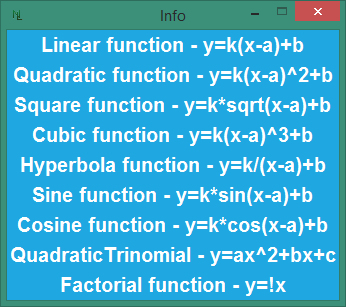 Info
Linear function - y=k(x-a)+b
Quadratic function - y=k(x-a)^2+b
Square function - y=k*sqrt(x-a)+b
Cubic function - y=k(x-a)^3+b
Hyperbola function - y=k/(x-a)+b
Sine function - y=k*sin(x-a)+b
Cosine function - y=k*cos(x-a)+b
QuadraticTrinomial - y=ax^2+bx+c
Factorial function - y=!x